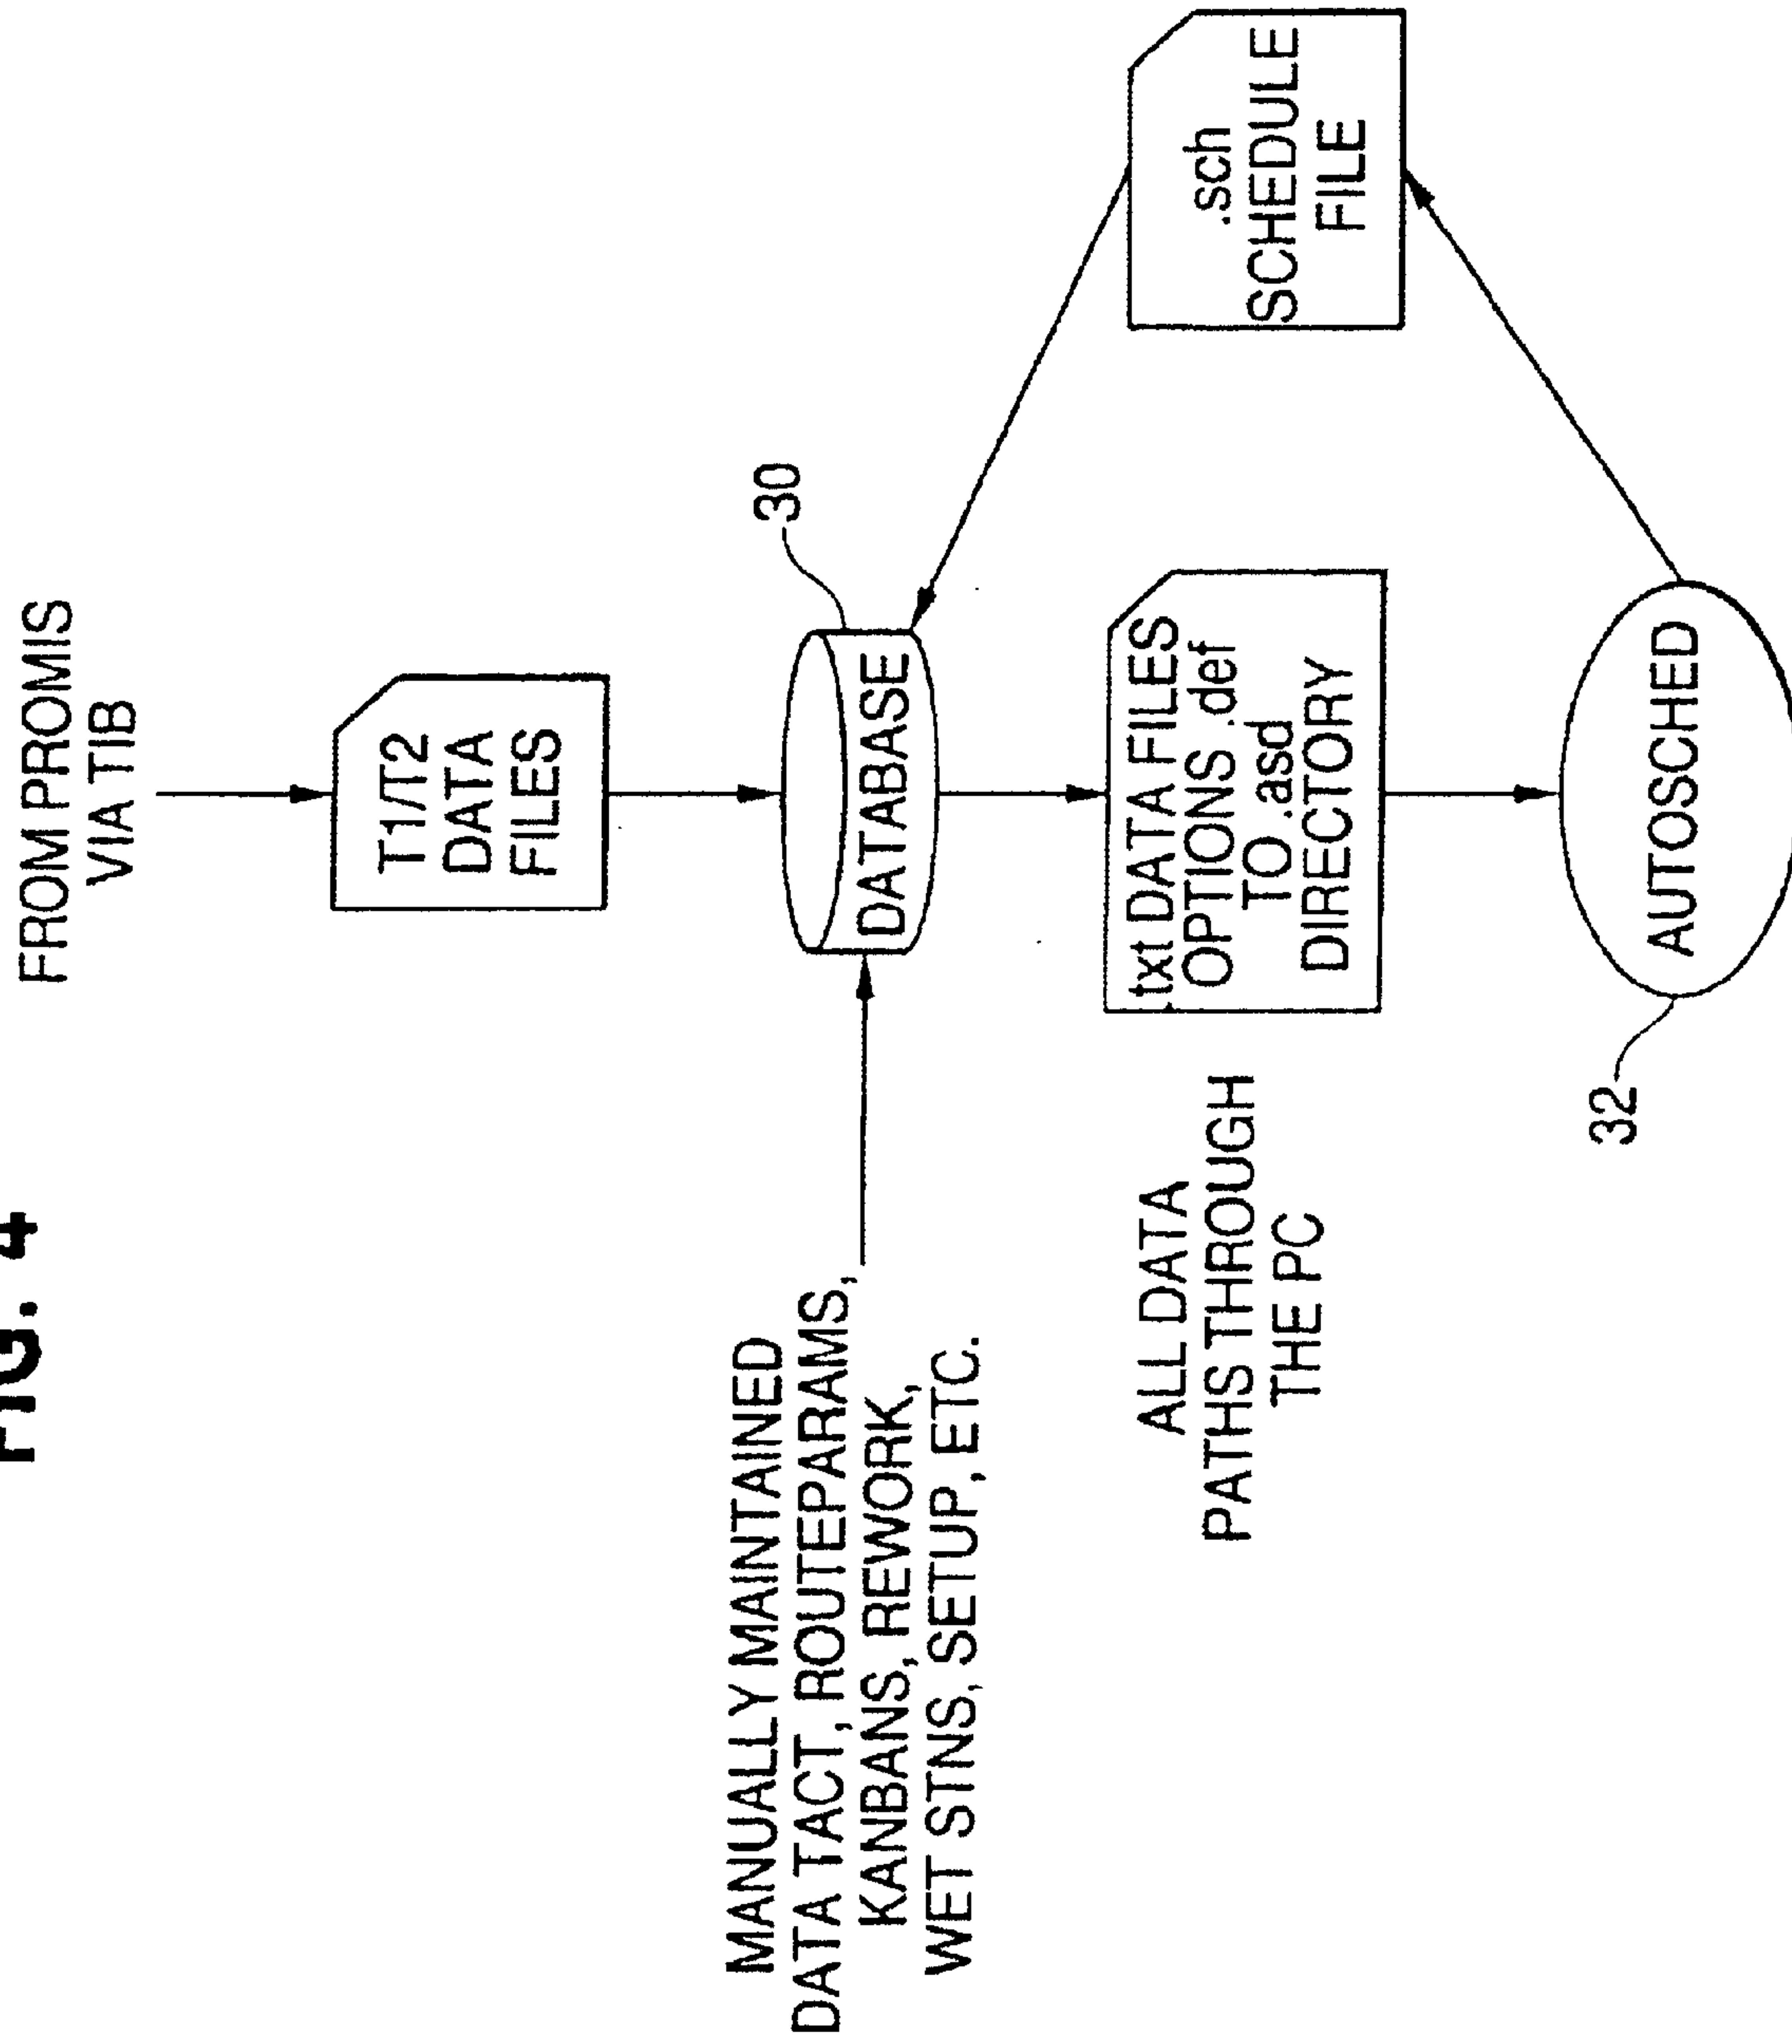 FIG. 4
FROM PROMIS
VIA TIB
T1/T2
DATA
FILES
30
DATABASE
MANUALLY MAINTAINED
DATA TACT, ROUTEPARAMS,
KANBANS, REWORK,
WET STNS, SETUP, ETC.
.txt DATA FILES
OPTIONS .def
TO .asd
DIRECTORY
ALL DATA
PATHS THROUGH
THE PC
.sch
SCHEDULE
FILE
32
AUTOSCHED